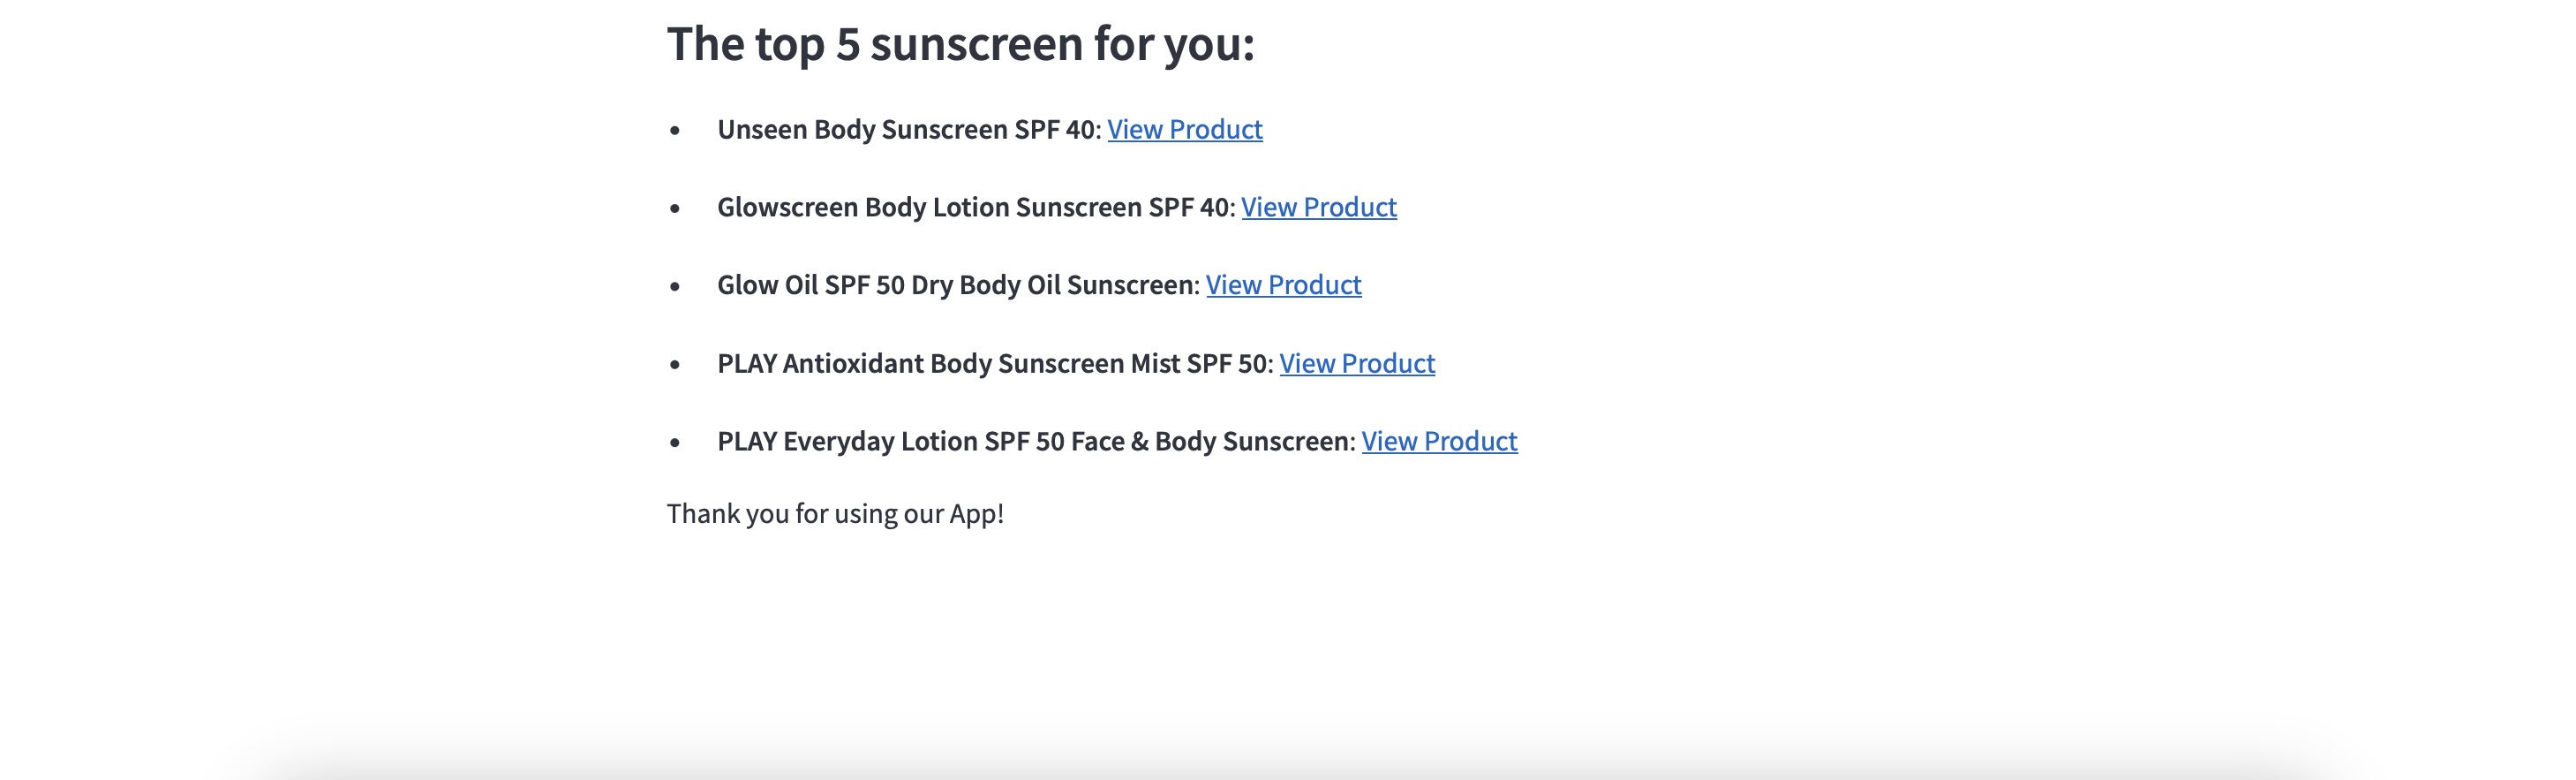 The top 5 sunscreen for you:
• Unseen Body Sunscreen SPF 40: View Product
• Glowscreen Body Lotion Sunscreen SPF 40: View Product
• Glow Oil SPF 50 Dry Body Oil Sunscreen: View Product
• PLAY Antioxidant Body Sunscreen Mist SPF 50: View Product
• PLAY Everyday Lotion SPF 50 Face & Body Sunscreen: View Product
Thank you for using our App!